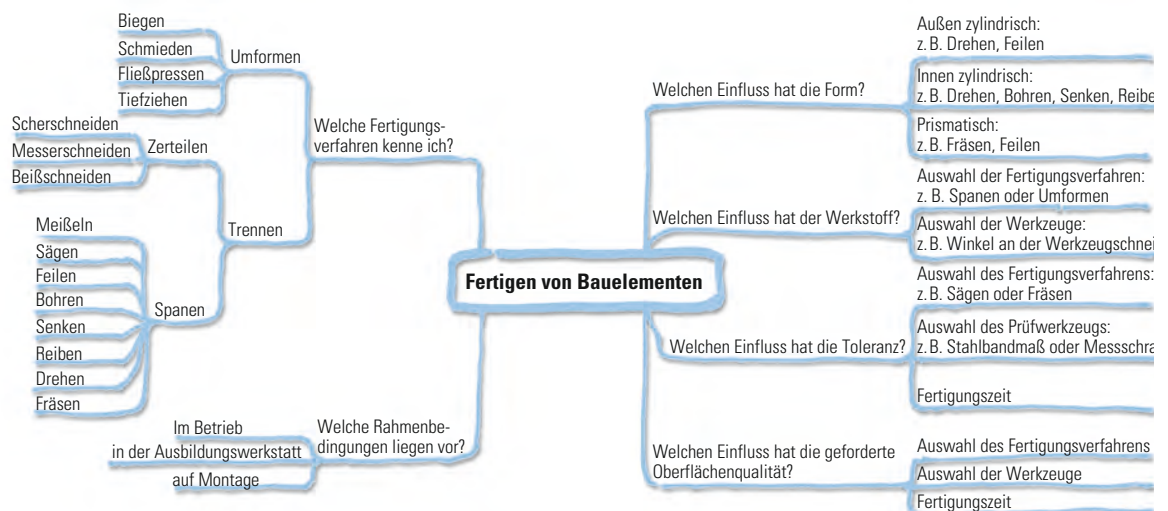 Biegen
Schmieden
Fließpressen
Tiefziehen
Umformen
Scherschneiden
Messerschneiden
Beißschneiden
Zerteilen
Meißeln
Sägen
Feilen
Bohren
Senken
Reiben
Drehen
Fräsen
Spanen
Trennen
Welche Fertigungs-
verfahren kenne ich?
Im Betrieb
in der Ausbildungswerkstatt
auf Montage
Welche Rahmenbe-
dingungen liegen vor?
Fertigen von Bauelementen
Welchen Einfluss hat die Form?
Außen zylindrisch:
z. B. Drehen, Feilen
Innen zylindrisch:
z. B. Drehen, Bohren, Senken, Reibe
Prismatisch:
z. B. Fräsen, Feilen
Welchen Einfluss hat der Werkstoff?
Auswahl der Fertigungsverfahren:
z. B. Spanen oder Umformen
Auswahl der Werkzeuge:
z. B. Winkel an der Werkzeugschnei
Welchen Einfluss hat die Toleranz?
Auswahl des Fertigungsverfahrens:
z. B. Sägen oder Fräsen
Auswahl des Prüfwerkzeugs:
z. B. Stahlbandmaß oder Messschra
Fertigungszeit
Welchen Einfluss hat die geforderte
Oberflächenqualität?
Auswahl des Fertigungsverfahrens
Auswahl der Werkzeuge
Fertigungszeit